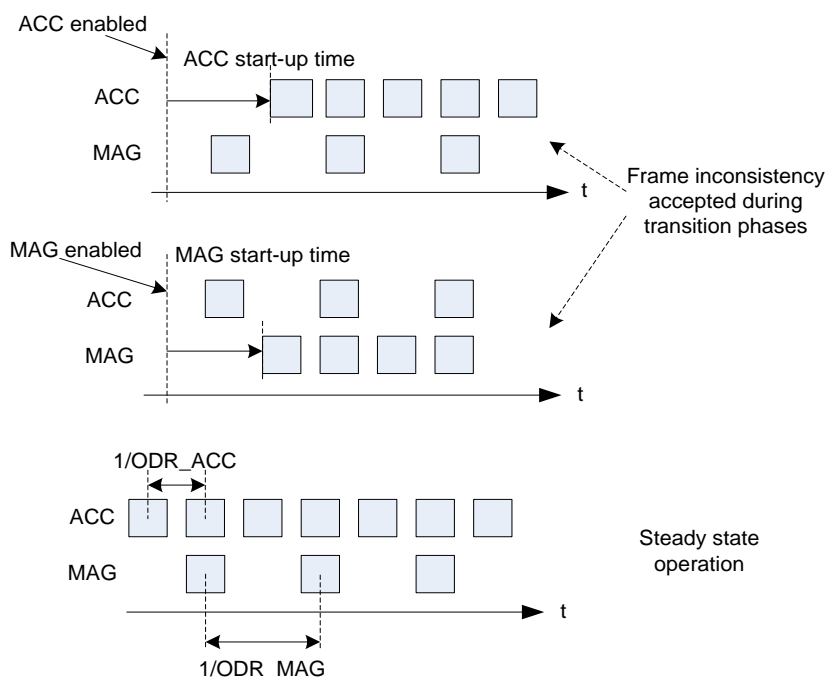 ACC enabled
ACC start-up time
ACC
MAG
t
Frame inconsistency
accepted during
transition phases
MAG enabled
MAG start-up time
ACC
MAG
t
1/ODR_ACC
ACC
MAG
t
Steady state
operation
1/ODR_MAG